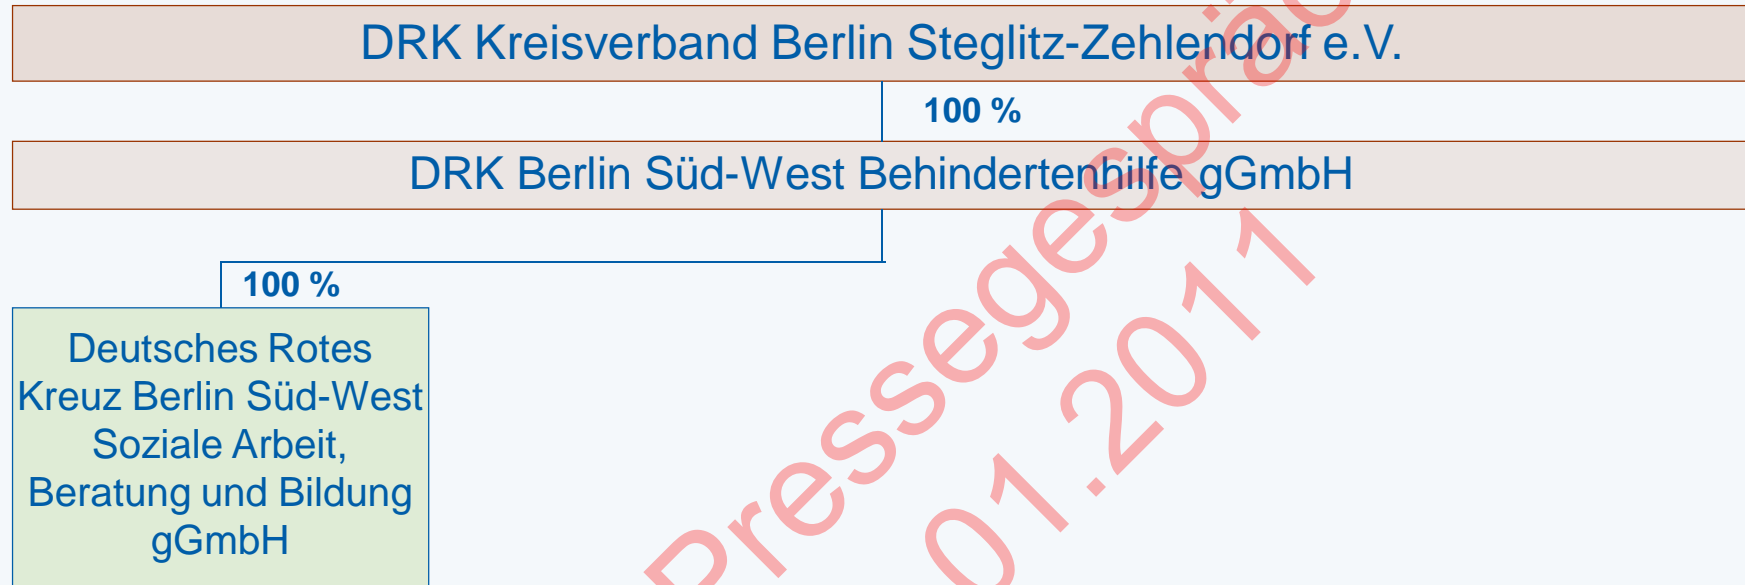 DRK Kreisverband Berlin Steglitz-Zehlendorf e.V.
100 %
DRK Berlin Süd-West Behindertenhilfe gGmbH
100 %
Deutsches Rotes
Kreuz Berlin Süd-West
Soziale Arbeit,
Beratung und Bildung
gGmbH
Pressegespräc
01.2011